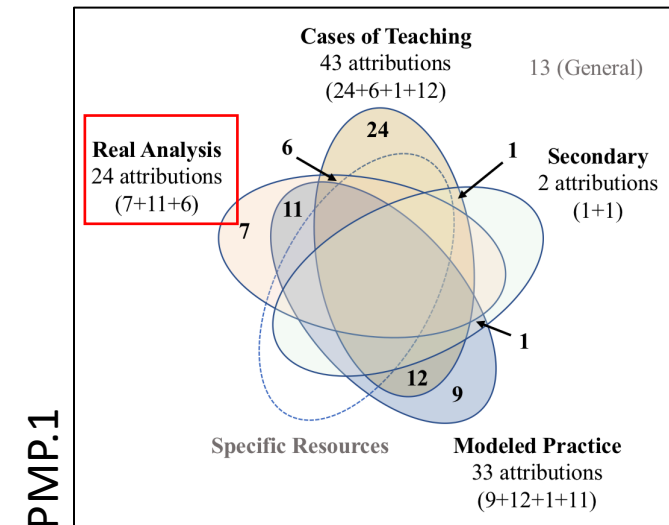 Cases of Teaching
43 attributions
(24+6+1+12)
13 (General)
Real Analysis
24 attributions
(7+11+6)
24
6
1
Secondary
2 attributions
(1+1)
11
7
1
12
9
Specific Resources
Modeled Practice
33 attributions
(9+12+1+11)
PMP.1